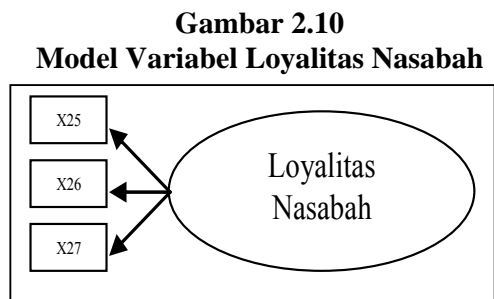 Gambar 2.10
Model Variabel Loyalitas Nasabah
X25
X26
X27
Loyalitas
Nasabah